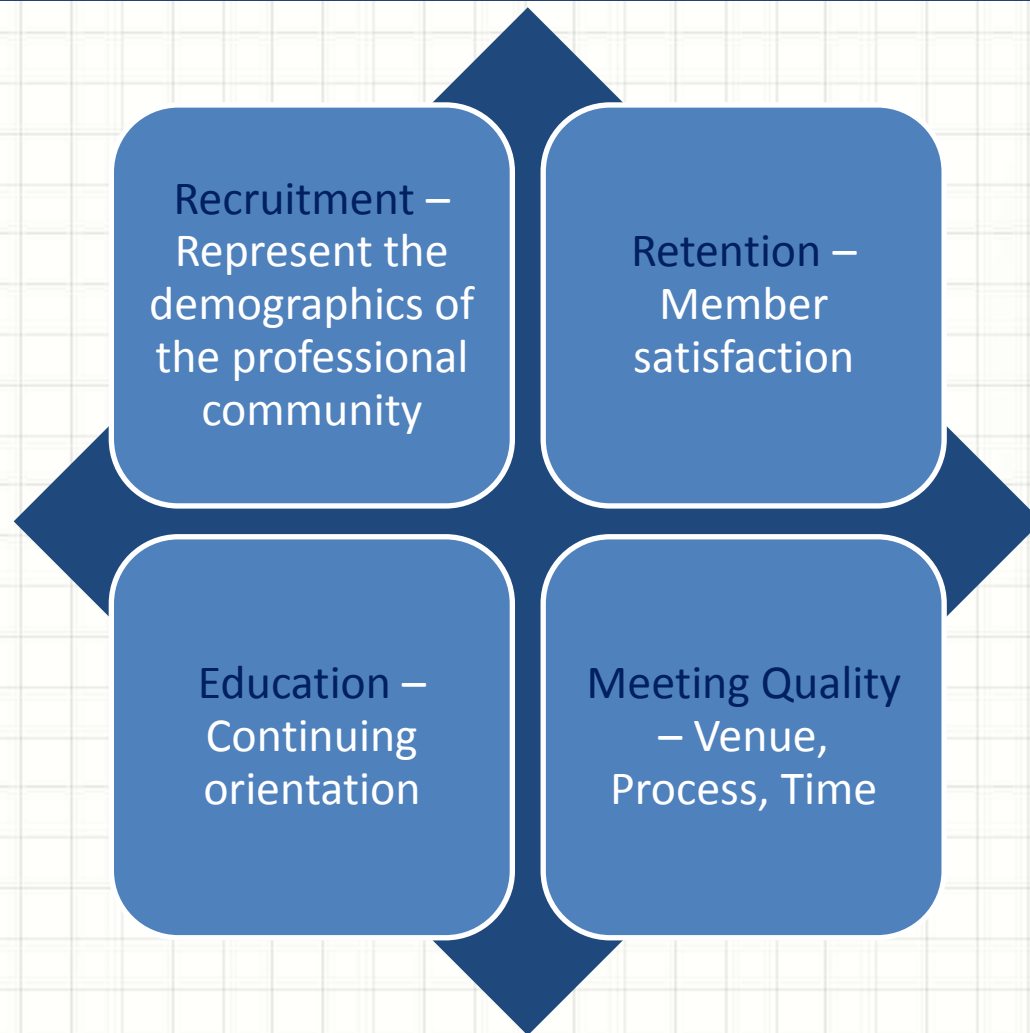 Recruitment –
Represent the
demographics of
the professional
community
Retention –
Member
satisfaction
Education –
Continuing
orientation
Meeting Quality
– Venue,
Process, Time